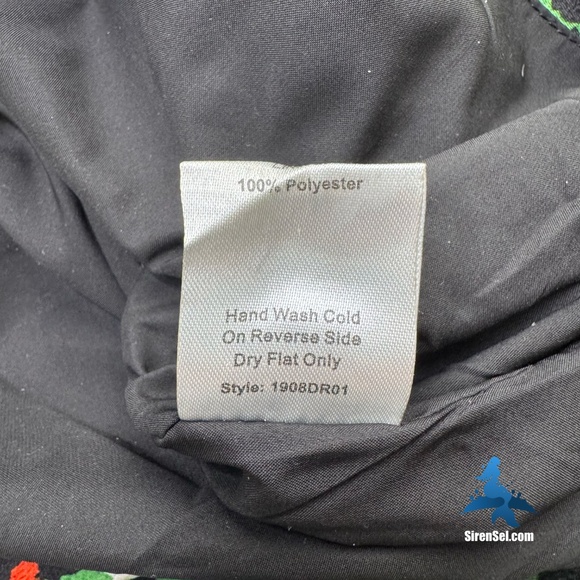 100% Polyester
Hand Wash Cold
On Reverse Side
Dry Flat Only
Style: 1908DR01
SirenSel.com